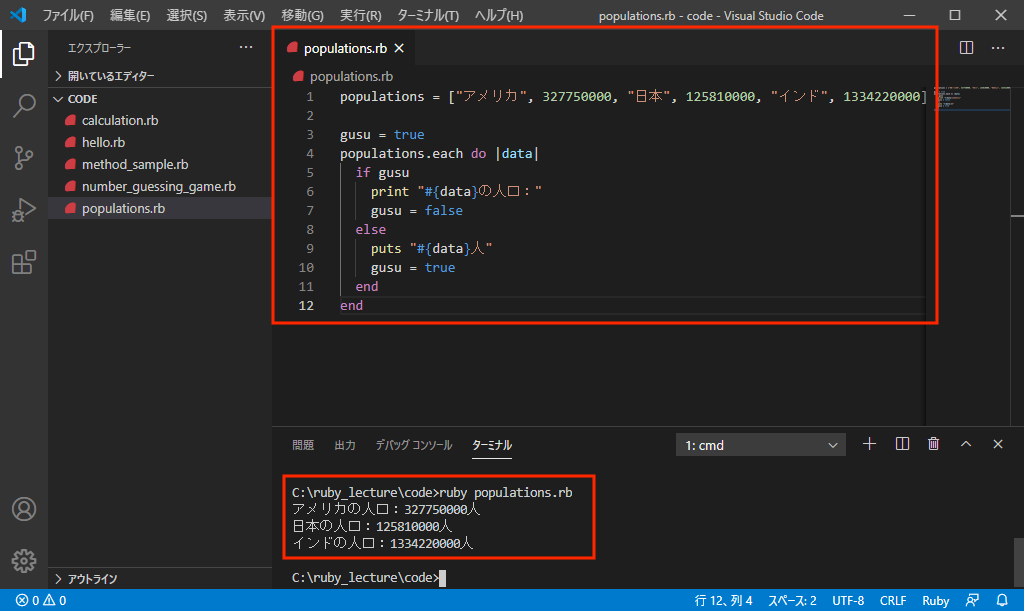 ファイル(F) 編集(E) 選択(S) 表示(V) 移動(G) 実行(R) ターミナル(T) ヘルプ(H) populations.rb - code - Visual Studio Code
エクスプローラー
開いているエディター
CODE
calculation.rb
hello.rb
method_sample.rb
number_guessing_game.rb
populations.rb
アウトライン
populations.rb
populations.rb
1 populations = ["アメリカ", 327750000, "日本", 125810000, "インド", 1334220000]
2
3 gusu = true
4 populations.each do |data|
5 if gusu
6 print "#{data}の人口："
7 gusu = false
8 else
9 puts "#{data}人"
10 gusu = true
11 end
12 end
問題 出力 デバッグ コンソール ターミナル 1: cmd
C:\ruby_lecture\code>ruby populations.rb
アメリカの人口：327750000人
日本の人口：125810000人
インドの人口：1334220000人
C:\ruby_lecture\code>
0 0 行 12、列 4 スペース: 2 UTF-8 CRLF Ruby